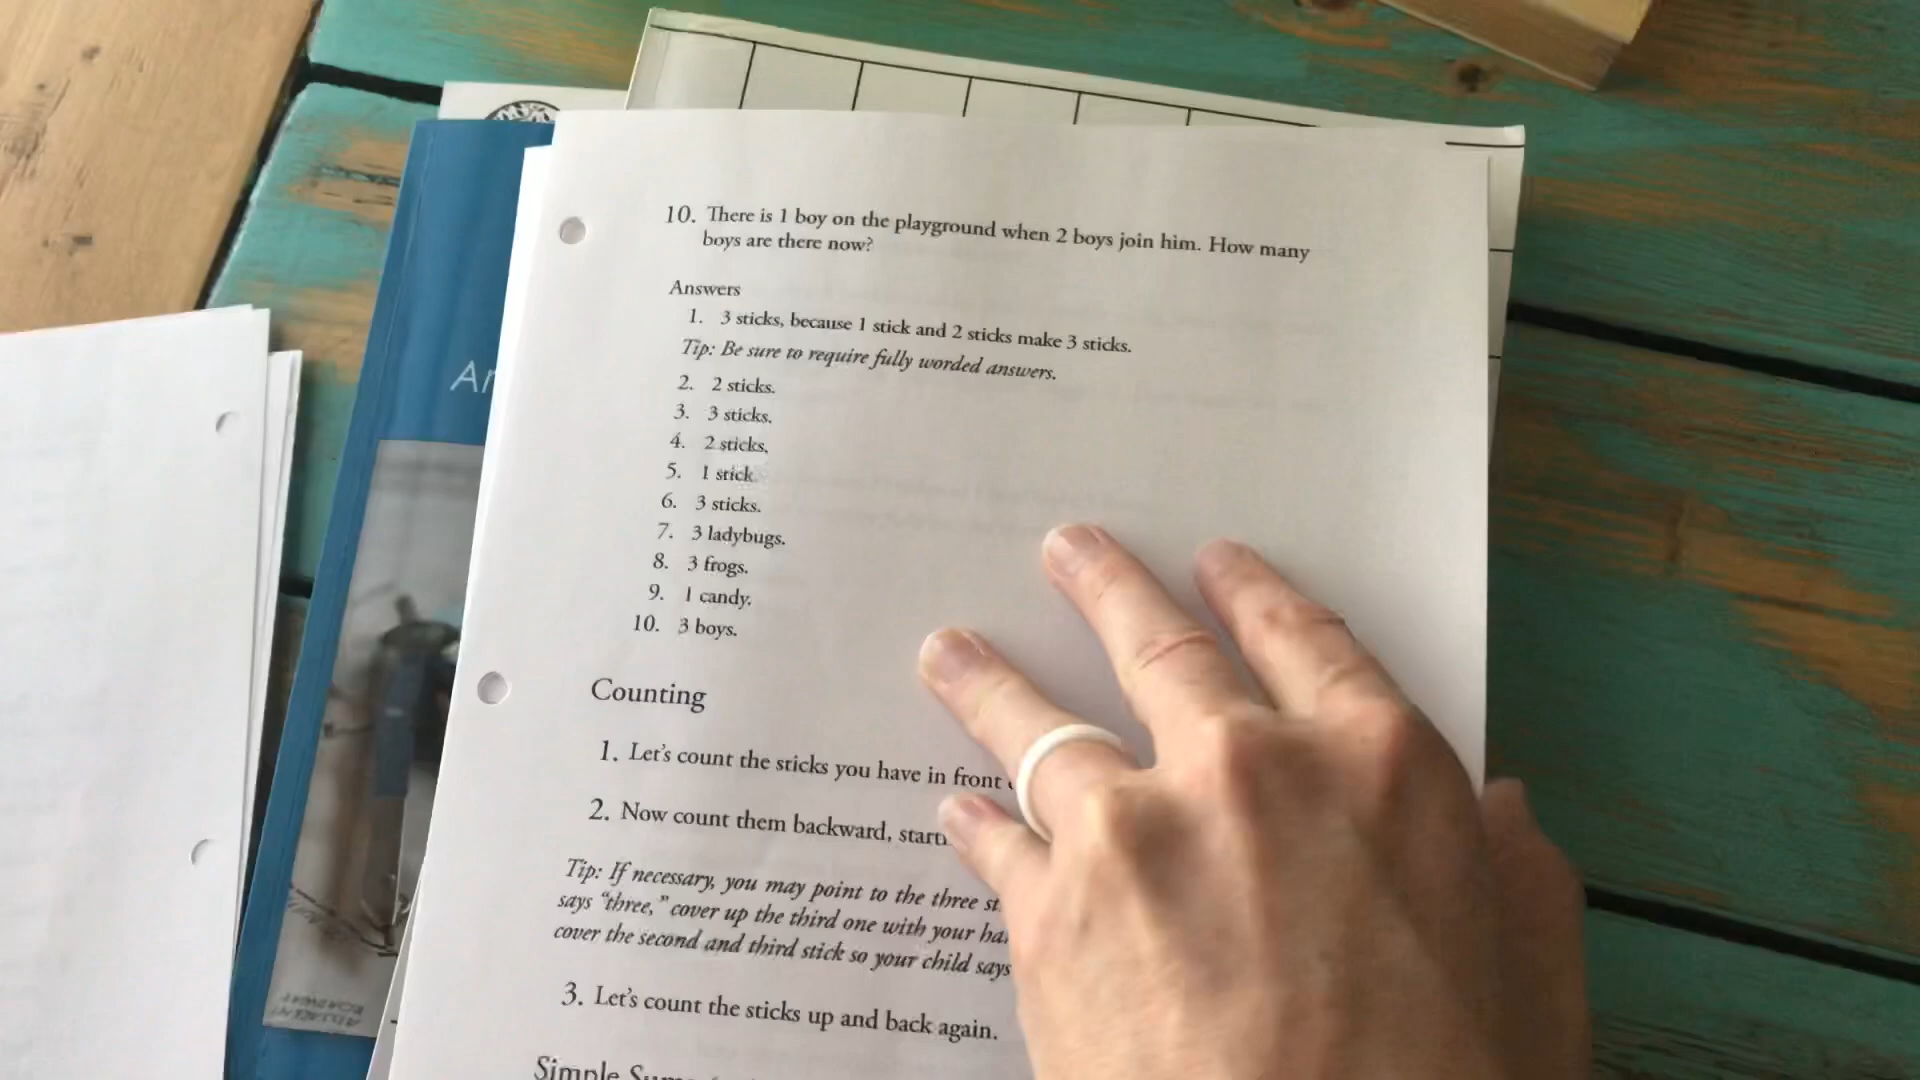 10. There is 1 boy on the playground when 2 boys join him. How many
boys are there now?
Answers
1. 3 sticks, because 1 stick and 2 sticks make 3 sticks.
Tip: Be sure to require fully worded answers.
2. 2 sticks.
3. 3 sticks.
4. 2 sticks.
5. 1 stick
6. 3 sticks.
7. 3 ladybugs.
8. 3 frogs.
9. 1 candy.
10. 3 boys.
Counting
1. Let's count the sticks you have in front
2. Now count them backward,
Tip: If necessary, you may point to the three
says "three," cover up the third one with your
cover the second and third stick so your child says
3. Let's count the sticks up and back again.
Simple